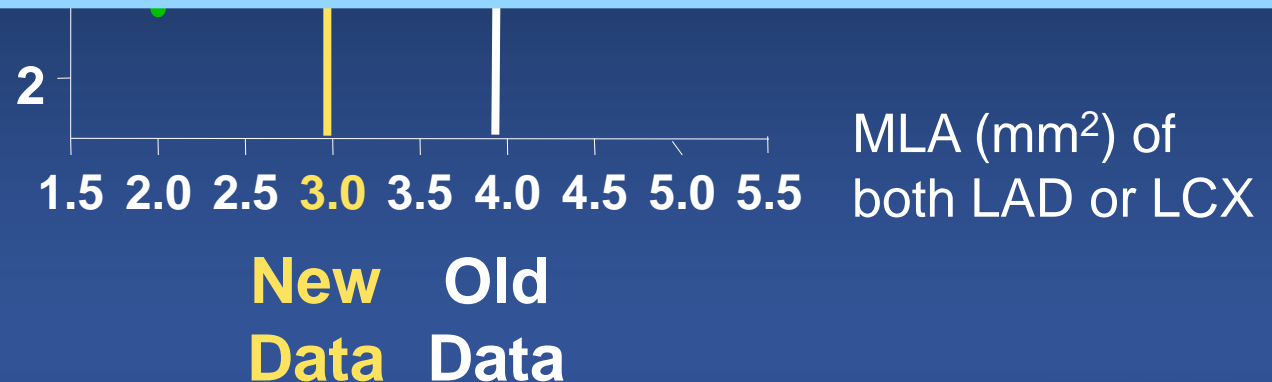 2
1.5 2.0 2.5 3.0 3.5 4.0 4.5 5.0 5.5
MLA (mm²) of
both LAD or LCX
New Old
Data Data